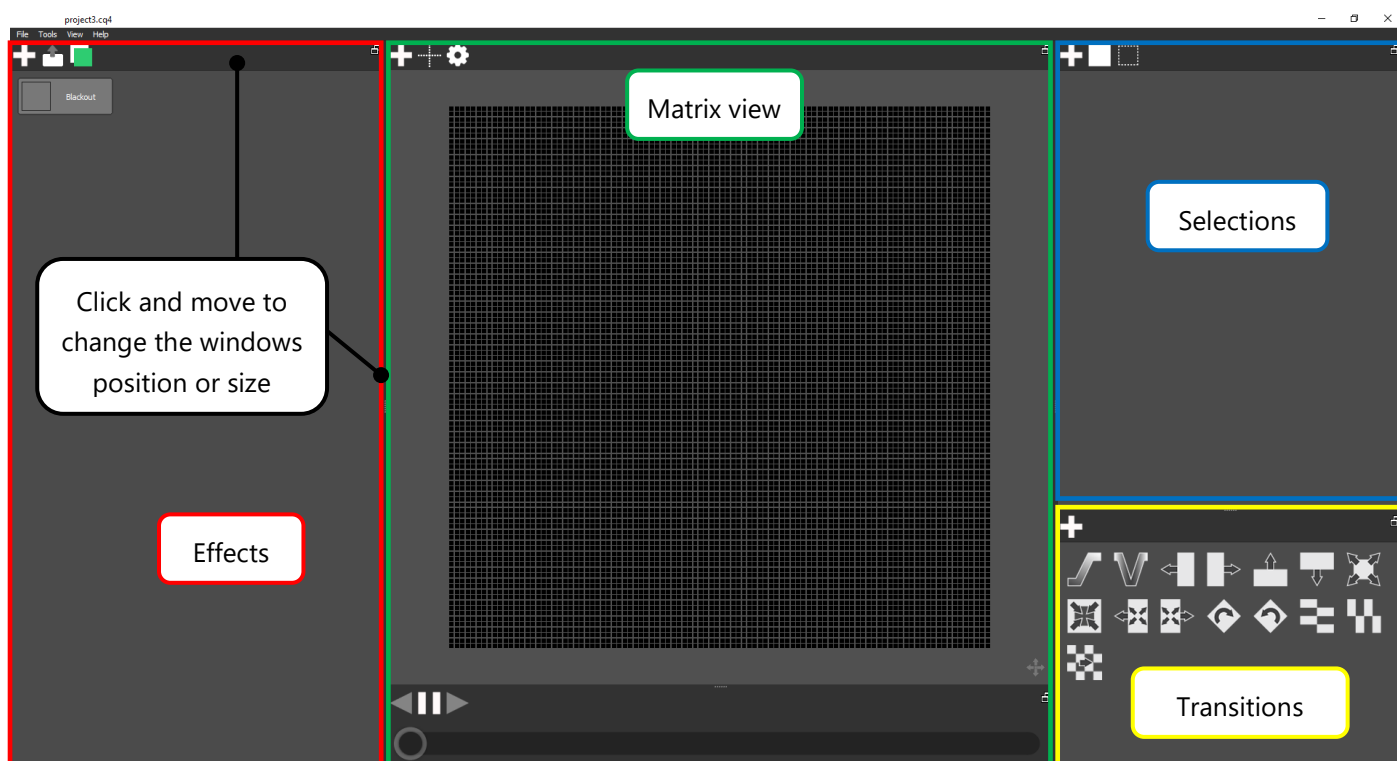 project3.cq4
File Tools View Help
Blackout
Matrix view
Selections
Click and move to
change the windows
position or size
Effects
Transitions